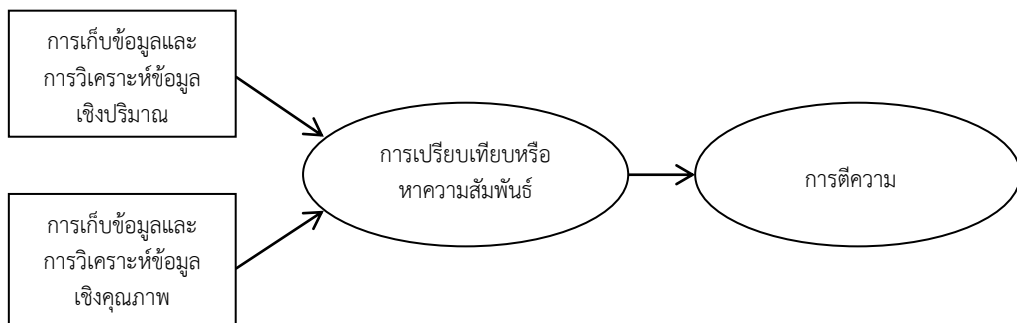 การเก็บข้อมูลและ
การวิเคราะห์ข้อมูล
เชิงปริมาณ
การเก็บข้อมูลและ
การวิเคราะห์ข้อมูล
เชิงคุณภาพ
การเปรียบเทียบหรือ
หาความสัมพันธ์
การตีความ